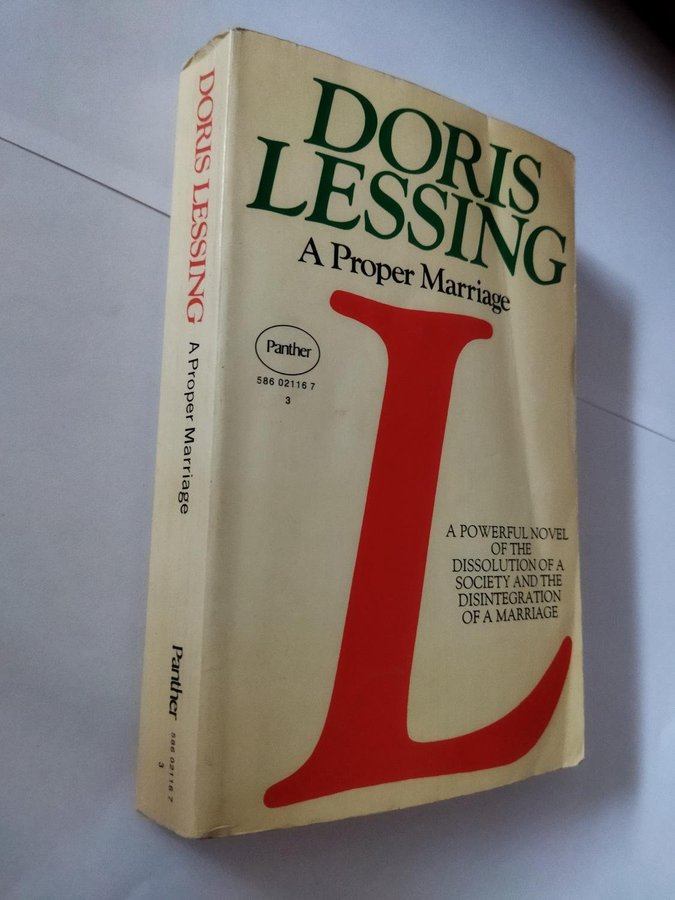 DORIS
LESSING
A Proper Marriage
Panther
586 02116 7
3
L
A POWERFUL NOVEL
OF THE
DISSOLUTION OF A
SOCIETY AND THE
DISINTEGRATION
OF A MARRIAGE
DORIS LESSING A Proper Marriage Panther 586 02116 7
3